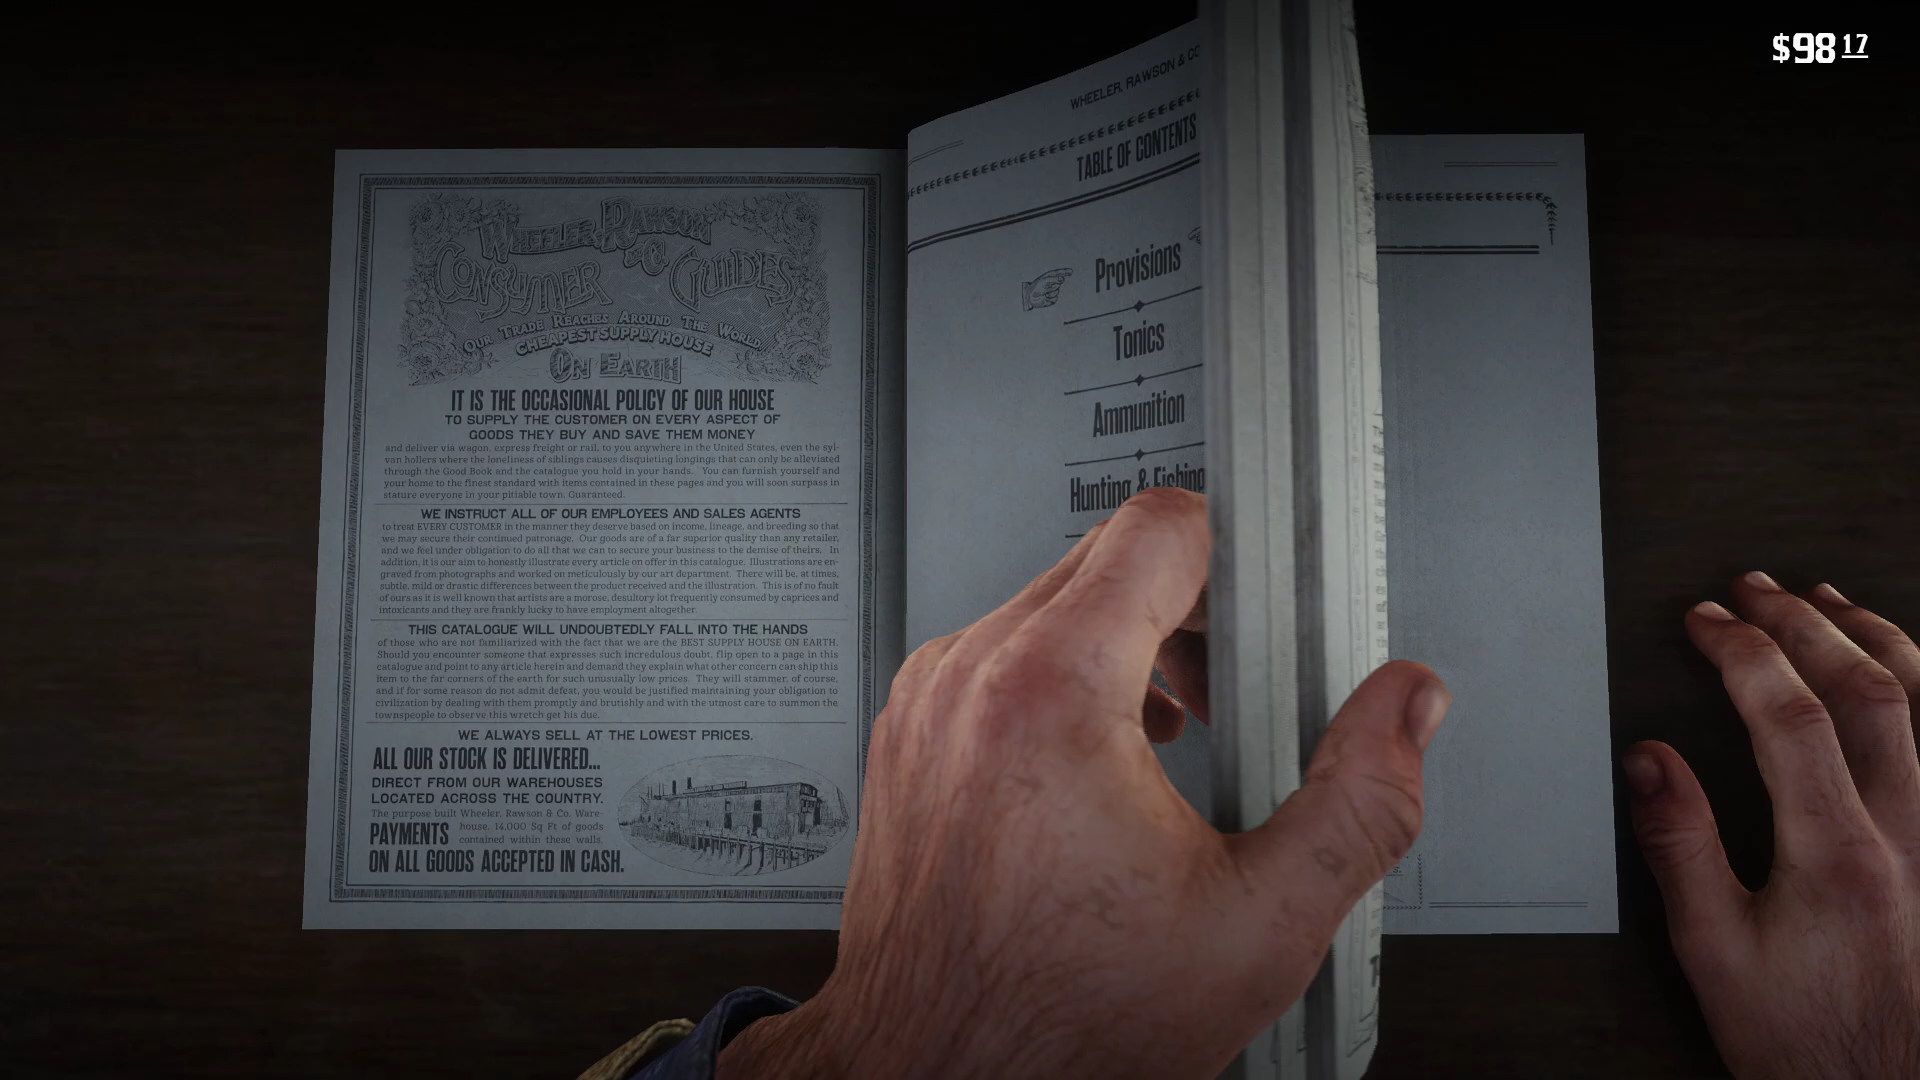 $98 17
WHEELER, RAWSON & CO
WHEELER, RAWSON
& CO.
CONSUMER GUIDES
OUR TRADE REACHES AROUND THE WORLD.
CHEAPEST SUPPLY HOUSE
ON EARTH
IT IS THE OCCASIONAL POLICY OF OUR HOUSE
TO SUPPLY THE CUSTOMER ON EVERY ASPECT OF
GOODS THEY BUY AND SAVE THEM MONEY
and deliver via wagon, express freight or rail, to you anywhere in the United States, even the syl-
van hollers where the loneliness of siblings causes disquieting longings that can only be alleviated
through the Good Book and the catalogue you hold in your hands. You can furnish yourself and
your home to the finest standard with items contained in these pages and you will soon surpass in
stature everyone in your pitiable town. Guaranteed.
WE INSTRUCT ALL OF OUR EMPLOYEES AND SALES AGENTS
to treat EVERY CUSTOMER in the manner they deserve based on income, lineage, and breeding so that
we may secure their continued patronage. Our goods are of a far superior quality than any retailer,
and we feel under obligation to do all that we can to secure your business to the demise of theirs. In
addition, it is our aim to honestly illustrate every article on offer in this catalogue. Illustrations are en-
graved from photographs and worked on meticulously by our art department. There will be, at times,
subtle, mild or drastic differences between the product received and the illustration. This is of no fault
of ours as it is well known that artists are a morose, desultory lot frequently consumed by caprices and
intoxicants and they are frankly lucky to have employment altogether.
THIS CATALOGUE WILL UNDOUBTEDLY FALL INTO THE HANDS
of those who are not familiarized with the fact that we are the BEST SUPPLY HOUSE ON EARTH.
Should you encounter someone that expresses such incredulous doubt, flip open to a page in this
catalogue and point to any article herein and demand they explain what other concern can ship this
item to the far corners of the earth for such unusually low prices. They will stammer, of course,
and if for some reason do not admit defeat, you would be justified maintaining your obligation to
civilization by dealing with them promptly and brutishly and with the utmost care to summon the
townspeople to observe this wretch get his due.
WE ALWAYS SELL AT THE LOWEST PRICES.
ALL OUR STOCK IS DELIVERED...
DIRECT FROM OUR WAREHOUSES
LOCATED ACROSS THE COUNTRY.
The purpose built Wheeler, Rawson & Co. Ware-
house. 14,000 Sq Ft of goods
contained within these walls.
PAYMENTS
ON ALL GOODS ACCEPTED IN CASH.
TABLE OF CONTENTS
Provisions
Tonics
Ammunition
Hunting & Fishing